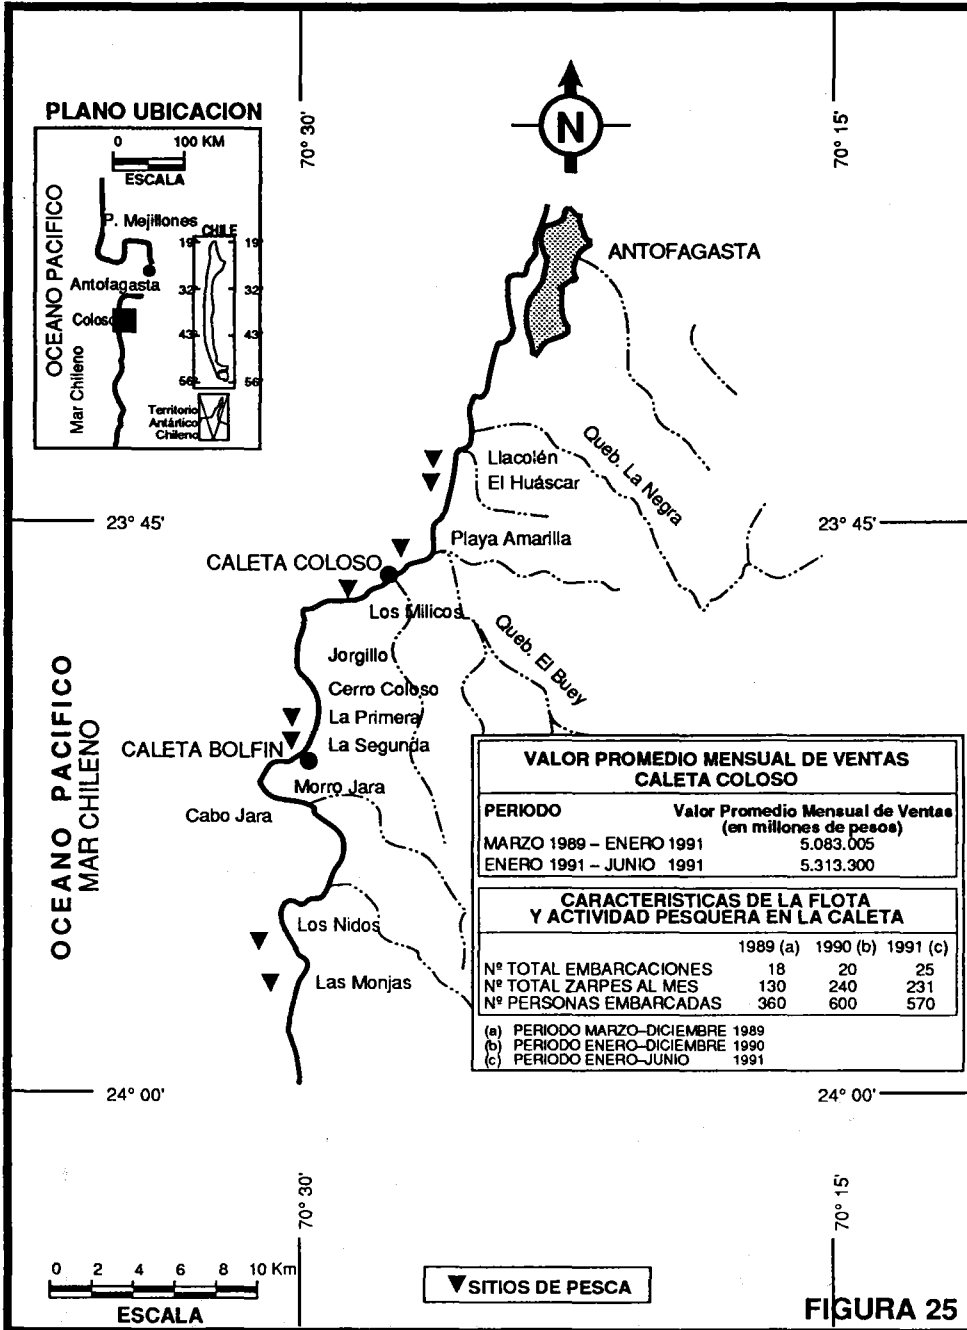 70° 30'
70° 15'
N
PLANO UBICACION
0 100 KM
ESCALA
OCEANO PACIFICO
Mar Chileno
P. Mejillones
Antofagasta
Coloso
CHILE
19° 19°
32° 32°
43° 43°
56° 56°
Territorio
Antártico
Chileno
ANTOFAGASTA
Queb. La Negra
Llacolén
El Huáscar
23° 45'
23° 45'
Playa Amarilla
CALETA COLOSO
Los Milicos
Queb. El Buey
Jorgillo
Cerro Coloso
La Primera
La Segunda
CALETA BOLFIN
Morro Jara
Cabo Jara
OCEANO PACIFICO
MAR CHILENO
Los Nidos
Las Monjas
VALOR PROMEDIO MENSUAL DE VENTAS
CALETA COLOSO
PERIODO Valor Promedio Mensual de Ventas
(en millones de pesos)
MARZO 1989 – ENERO 1991 5.083.005
ENERO 1991 – JUNIO 1991 5.313.300
CARACTERISTICAS DE LA FLOTA
Y ACTIVIDAD PESQUERA EN LA CALETA
1989 (a) 1990 (b) 1991 (c)
Nº TOTAL EMBARCACIONES 18 20 25
Nº TOTAL ZARPES AL MES 130 240 231
Nº PERSONAS EMBARCADAS 360 600 570
(a) PERIODO MARZO–DICIEMBRE 1989
(b) PERIODO ENERO–DICIEMBRE 1990
(c) PERIODO ENERO–JUNIO 1991
24° 00'
24° 00'
70° 30'
70° 15'
0 2 4 6 8 10 Km
ESCALA
SITIOS DE PESCA
FIGURA 25